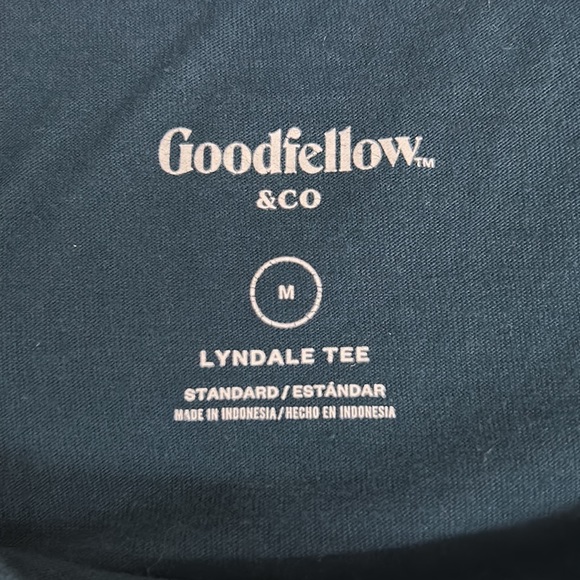 Goodfellow™
&CO
M
LYNDALE TEE
STANDARD/ESTÁNDAR
MADE IN INDONESIA/HECHO EN INDONESIA